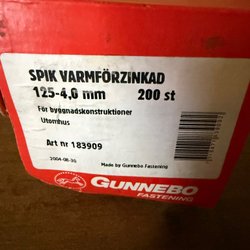 SPIK VARMFÖRZINKAD
125-4,0 mm 200 st
För byggnadskonstruktioner
Utomhus
Art nr 183909
2004-08-30
Made by Gunnebo Fastening
GUNNEBO
FASTENING